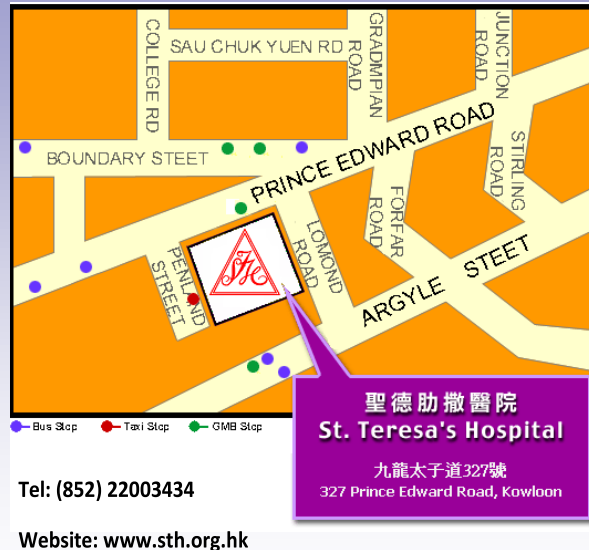 COLLEGE RD
SAU CHUK YUEN RD
GRADMPIAN
ROAD
JUNCTION
ROAD
BOUNDARY STREET
PRINCE EDWARD ROAD
STIRLING
ROAD
FORFAR
ROAD
LOMOND
ROAD
PENLAND
STREET
STH
ARGYLE STEET
聖德肋撒醫院
St. Teresa's Hospital
九龍太子道327號
327 Prince Edward Road, Kowloon
Bus Stop
Taxi Stop
GMB Stop
Tel: (852) 22003434
Website: www.sth.org.hk